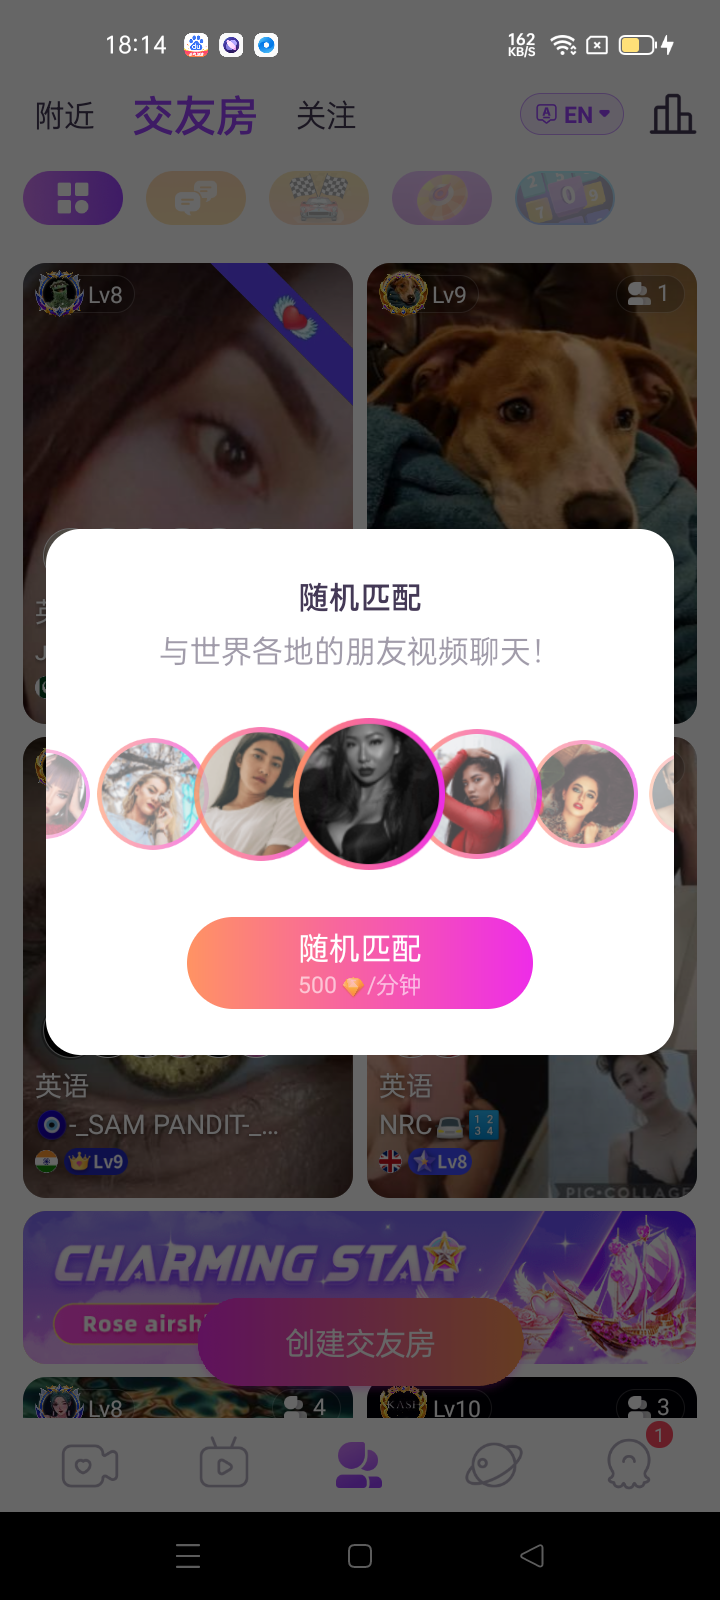 18:14
162
KB/S
附近
交友房
关注
EN
Lv8
Lv9
1
随机匹配
与世界各地的朋友视频聊天!
随机匹配
500 /分钟
英语
-_SAM PANDIT-_...
Lv9
英语
NRC
Lv8
PIC•COLLAGE
CHARMING STAR
Rose airsh
创建交友房
Lv8
4
KASH
Lv10
3
1